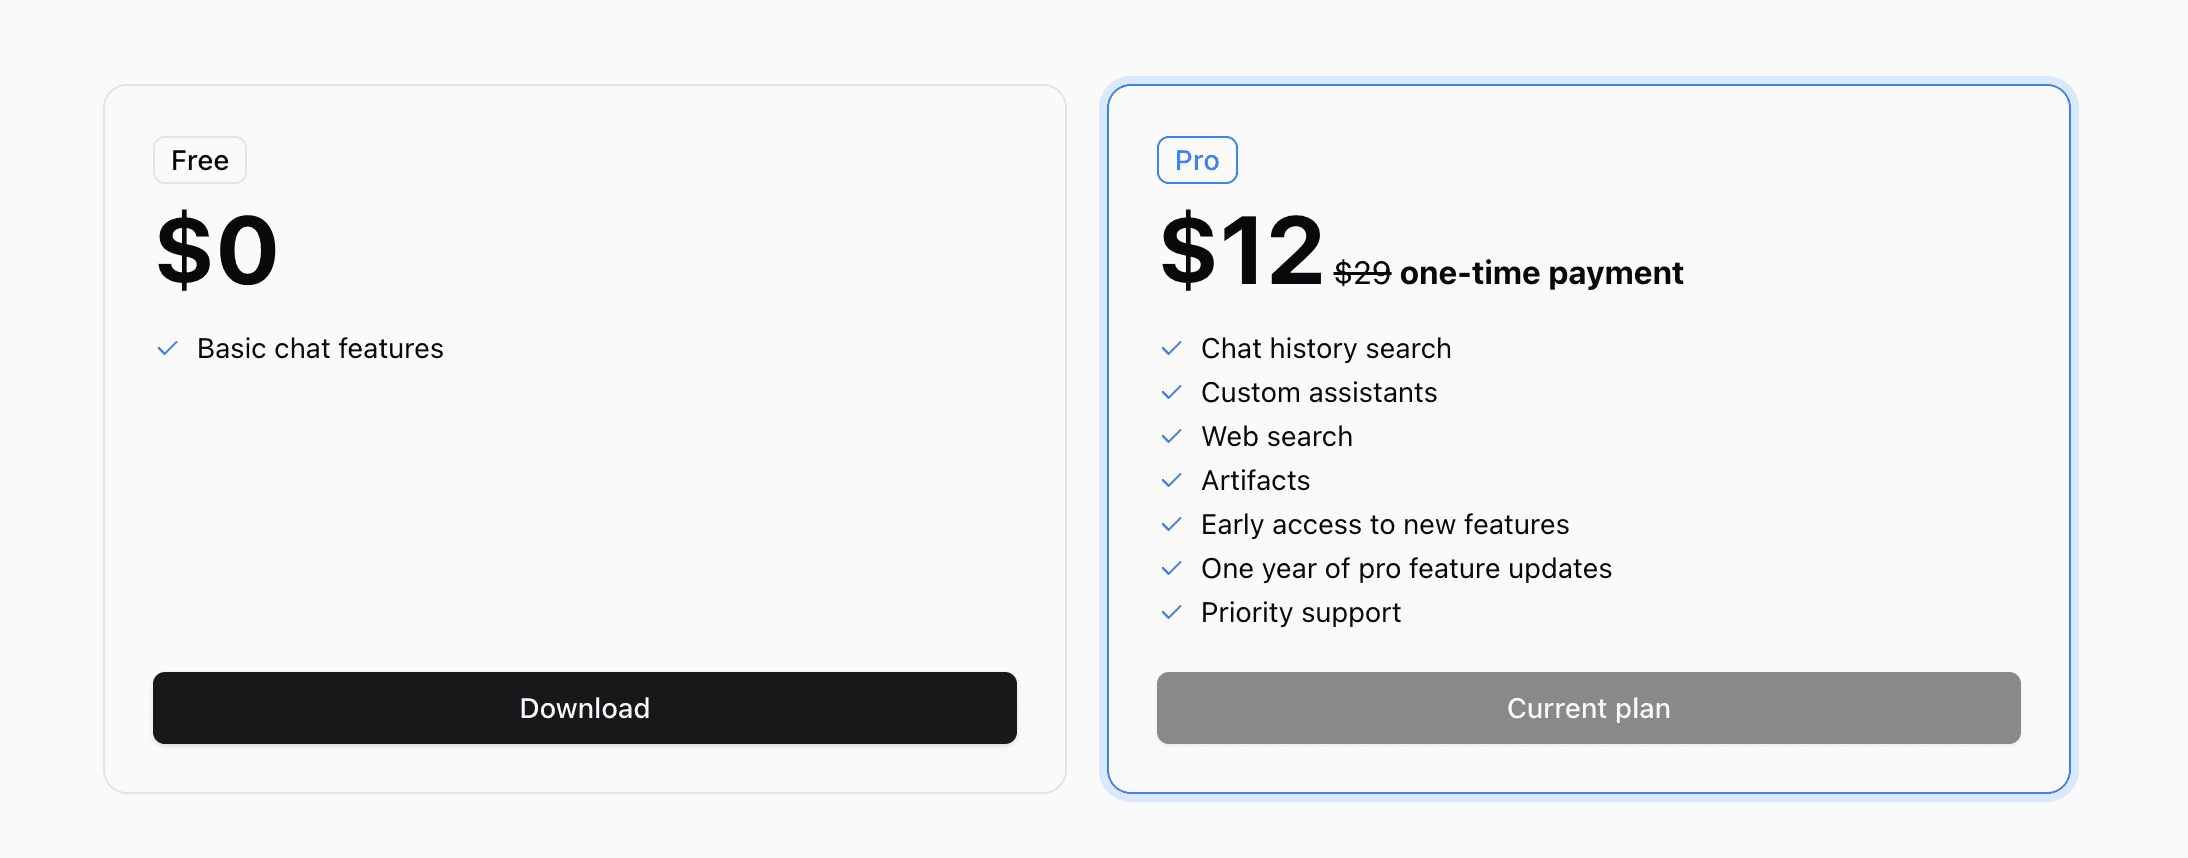 Free
$0
Basic chat features
Download
Pro
$12 $29 one-time payment
Chat history search
Custom assistants
Web search
Artifacts
Early access to new features
One year of pro feature updates
Priority support
Current plan